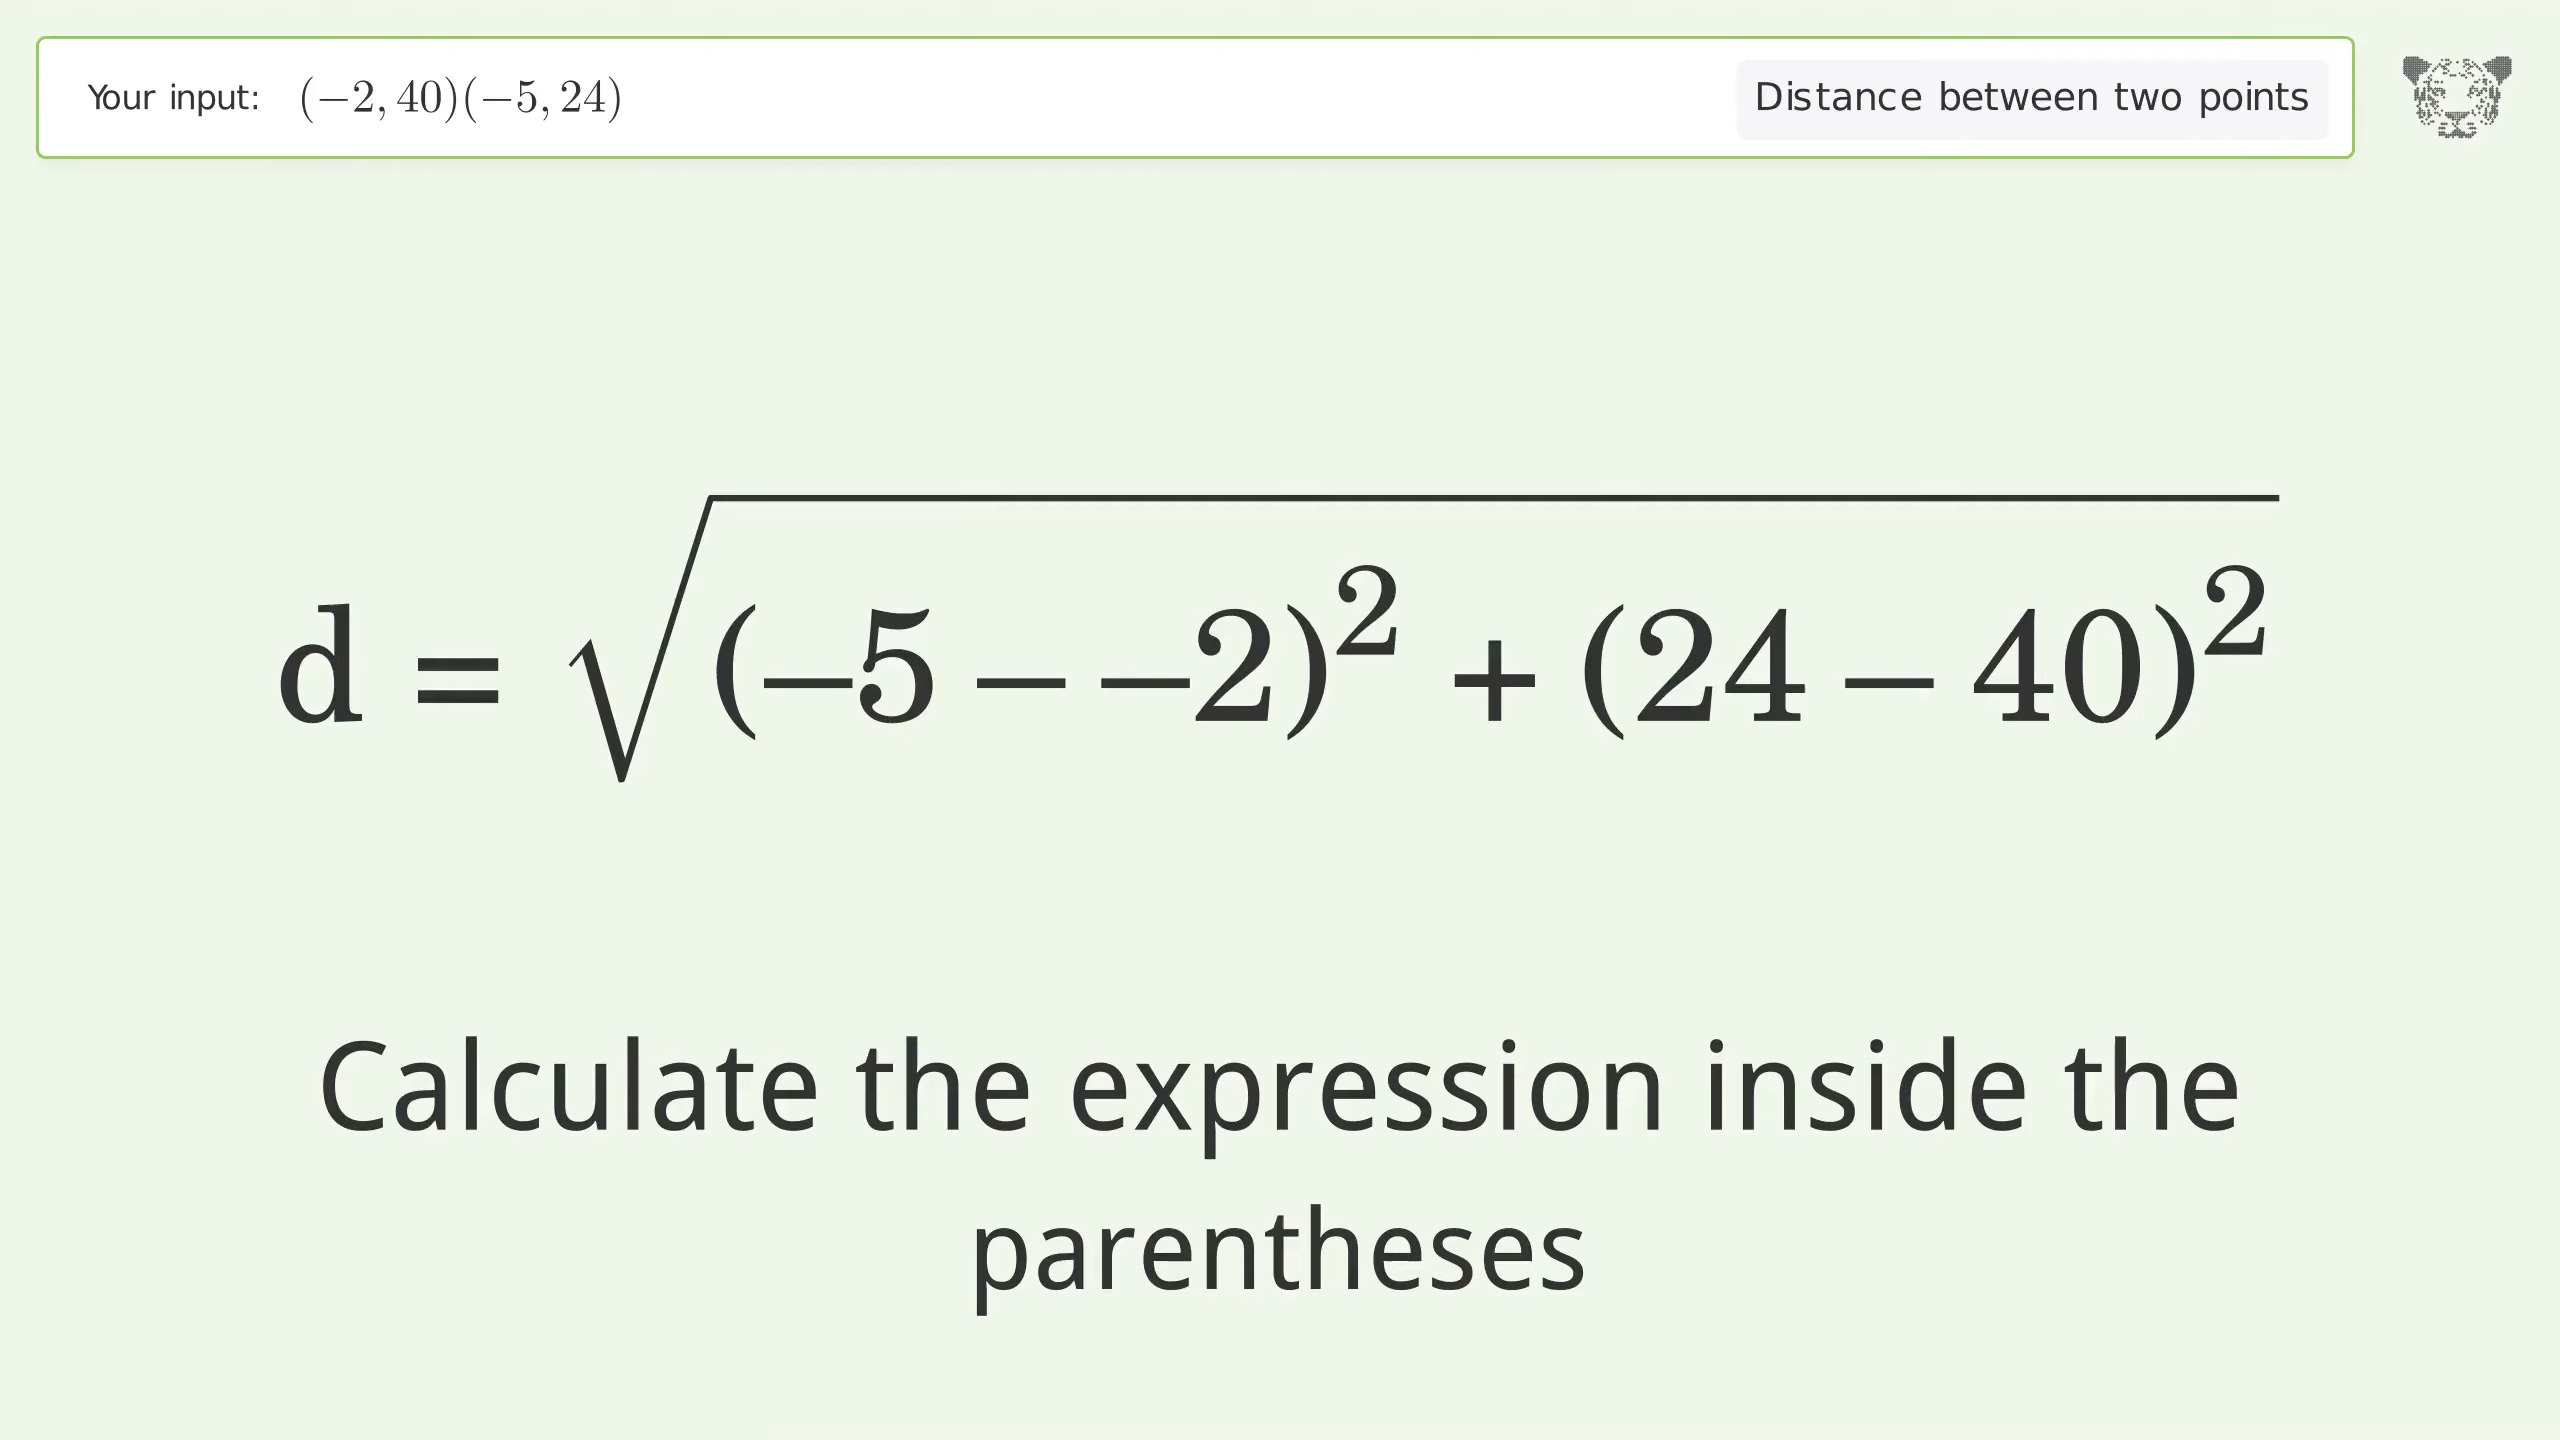 Your input: (−2, 40)(−5, 24)
Distance between two points
d = √(−5 − −2)² + (24 − 40)²
Calculate the expression inside the
parentheses